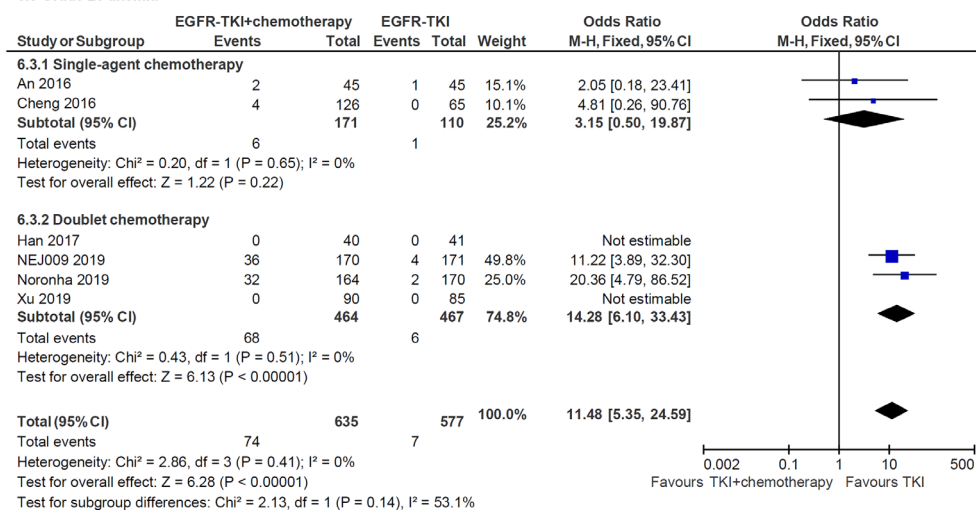 EGFR-TKI+chemotherapy EGFR-TKI Odds Ratio Odds Ratio
Study or Subgroup Events Total Events Total Weight M-H, Fixed, 95% CI M-H, Fixed, 95% CI
6.3.1 Single-agent chemotherapy
An 2016 2 45 1 45 15.1% 2.05 [0.18, 23.41]
Cheng 2016 4 126 0 65 10.1% 4.81 [0.26, 90.76]
Subtotal (95% CI) 171 110 25.2% 3.15 [0.50, 19.87]
Total events 6 1
Heterogeneity: Chi² = 0.20, df = 1 (P = 0.65); I² = 0%
Test for overall effect: Z = 1.22 (P = 0.22)
6.3.2 Doublet chemotherapy
Han 2017 0 40 0 41 Not estimable
NEJ009 2019 36 170 4 171 49.8% 11.22 [3.89, 32.30]
Noronha 2019 32 164 2 170 25.0% 20.36 [4.79, 86.52]
Xu 2019 0 90 0 85 Not estimable
Subtotal (95% CI) 464 467 74.8% 14.28 [6.10, 33.43]
Total events 68 6
Heterogeneity: Chi² = 0.43, df = 1 (P = 0.51); I² = 0%
Test for overall effect: Z = 6.13 (P < 0.00001)
Total (95% CI) 635 577 100.0% 11.48 [5.35, 24.59]
Total events 74 7
Heterogeneity: Chi² = 2.86, df = 3 (P = 0.41); I² = 0%
Test for overall effect: Z = 6.28 (P < 0.00001)
Test for subgroup differences: Chi² = 2.13, df = 1 (P = 0.14), I² = 53.1%
0.002 0.1 1 10 500
Favours TKI+chemotherapy Favours TKI